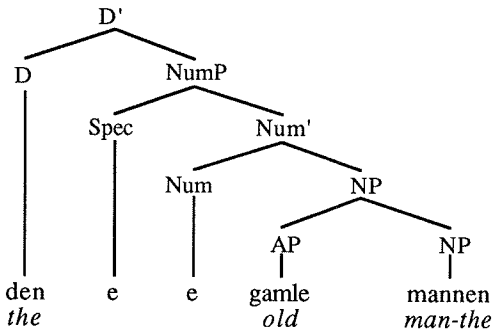 D'
D NumP
Spec Num'
Num NP
AP NP
den e e gamle mannen
the old man-the